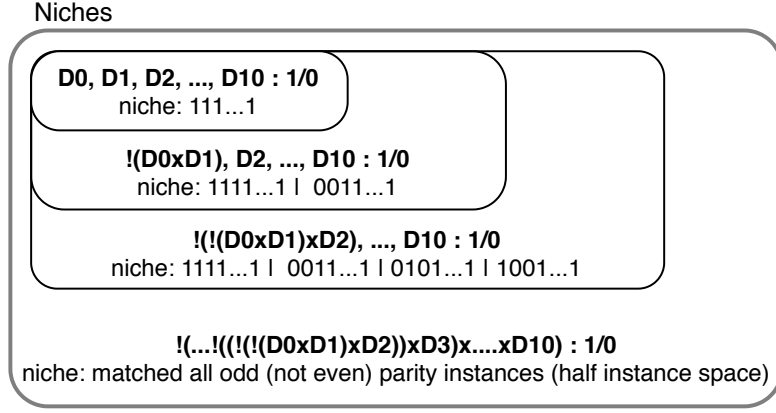 Niches
D0, D1, D2, ..., D10 : 1/0
niche: 111...1
!(D0xD1), D2, ..., D10 : 1/0
niche: 1111...1 | 0011...1
!(!(D0xD1)xD2), ..., D10 : 1/0
niche: 1111...1 | 0011...1 | 0101...1 | 1001...1
!(...!((!(!(D0xD1)xD2))xD3)x....xD10) : 1/0
niche: matched all odd (not even) parity instances (half instance space)